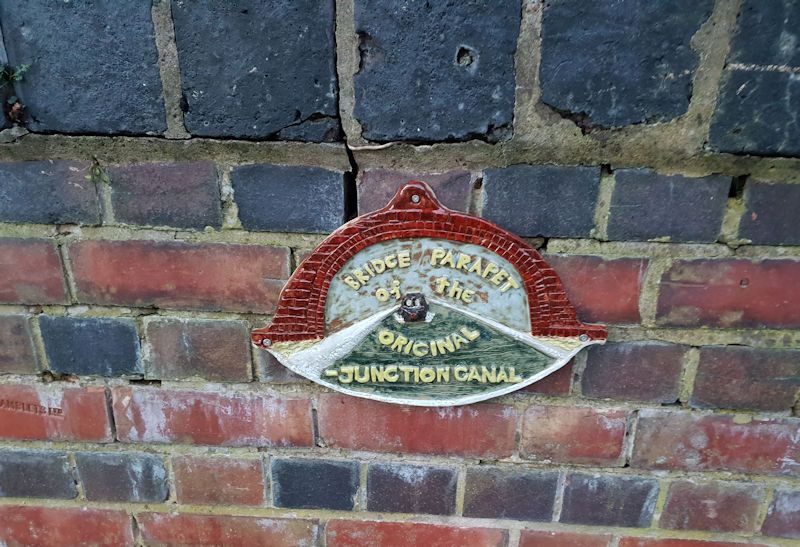 BRIDGE PARAPET
of the
ORIGINAL
-JUNCTION CANAL